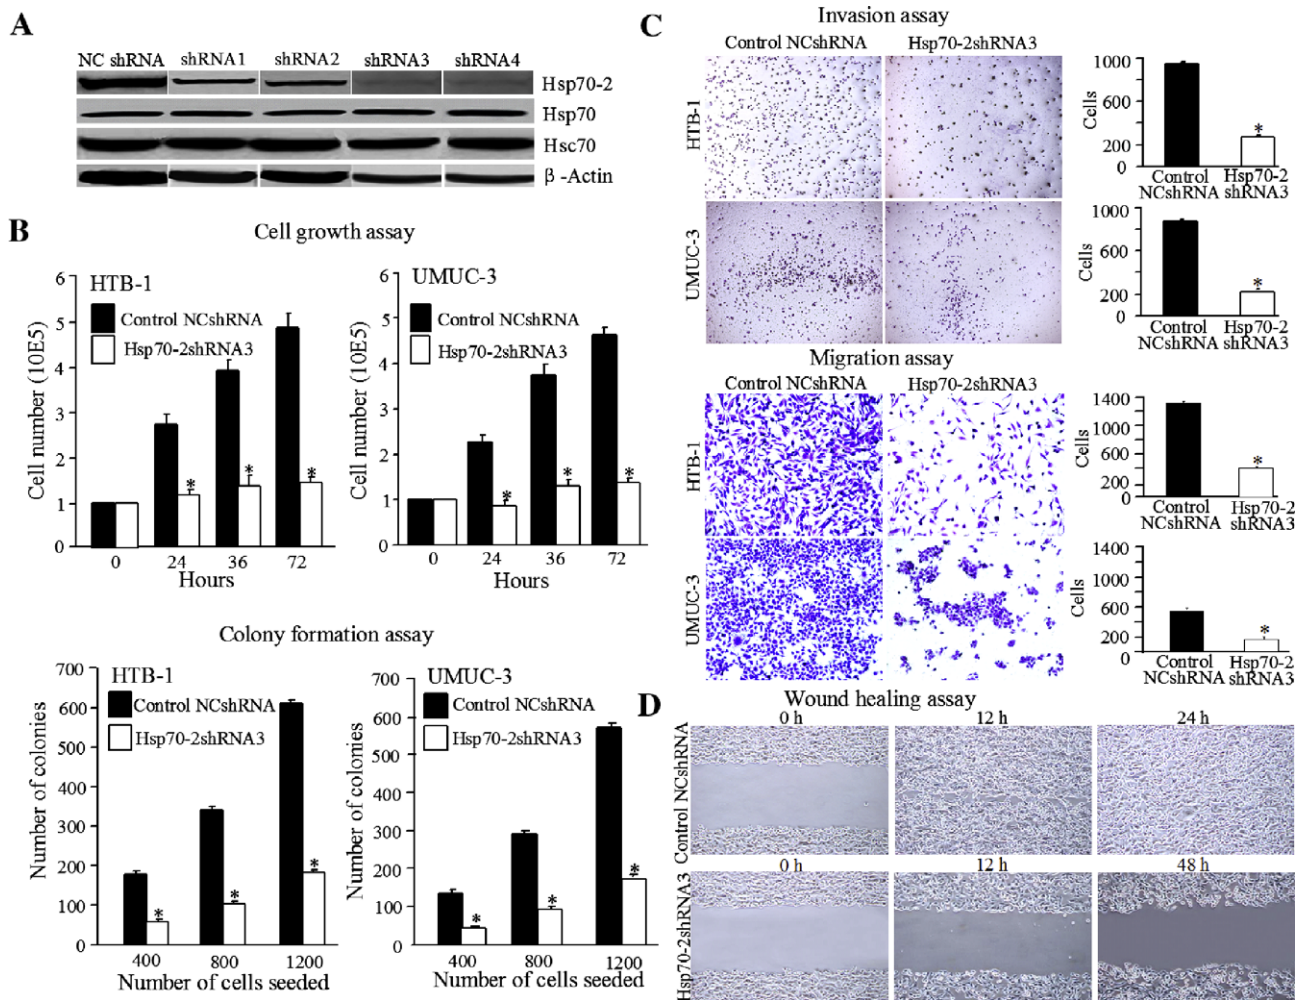 A
NC shRNA shRNA1 shRNA2 shRNA3 shRNA4
Hsp70-2
Hsp70
Hsc70
β-Actin
B
Cell growth assay
HTB-1
Control NCshRNA
Hsp70-2shRNA3
Cell number (10E5)
6
5
4
3
2
1
0
0 24 36 72
Hours
UMUC-3
Control NCshRNA
Hsp70-2shRNA3
Cell number (10E5)
6
5
4
3
2
1
0
0 24 36 72
Hours
Colony formation assay
HTB-1
Control NCshRNA
Hsp70-2shRNA3
Number of colonies
700
600
500
400
300
200
100
0
* * *
400 800 1200
Number of cells seeded
UMUC-3
Control NCshRNA
Hsp70-2shRNA3
Number of colonies
700
600
500
400
300
200
100
0
* * *
400 800 1200
Number of cells seeded
C
Invasion assay
Control NCshRNA Hsp70-2shRNA3
HTB-1
Cells
1000
600
200
0
*
Control NCshRNA
Hsp70-2 shRNA3
UMUC-3
Cells
1000
600
200
0
*
Control NCshRNA
Hsp70-2 shRNA3
Migration assay
Control NCshRNA Hsp70-2shRNA3
HTB-1
Cells
1400
1000
600
200
0
*
Control NCshRNA
Hsp70-2 shRNA3
UMUC-3
Cells
1400
1000
600
200
0
*
Control NCshRNA
Hsp70-2 shRNA3
D
Wound healing assay
0 h 12 h 24 h
Control NCshRNA
0 h 12 h 48 h
Hsp70-2shRNA3